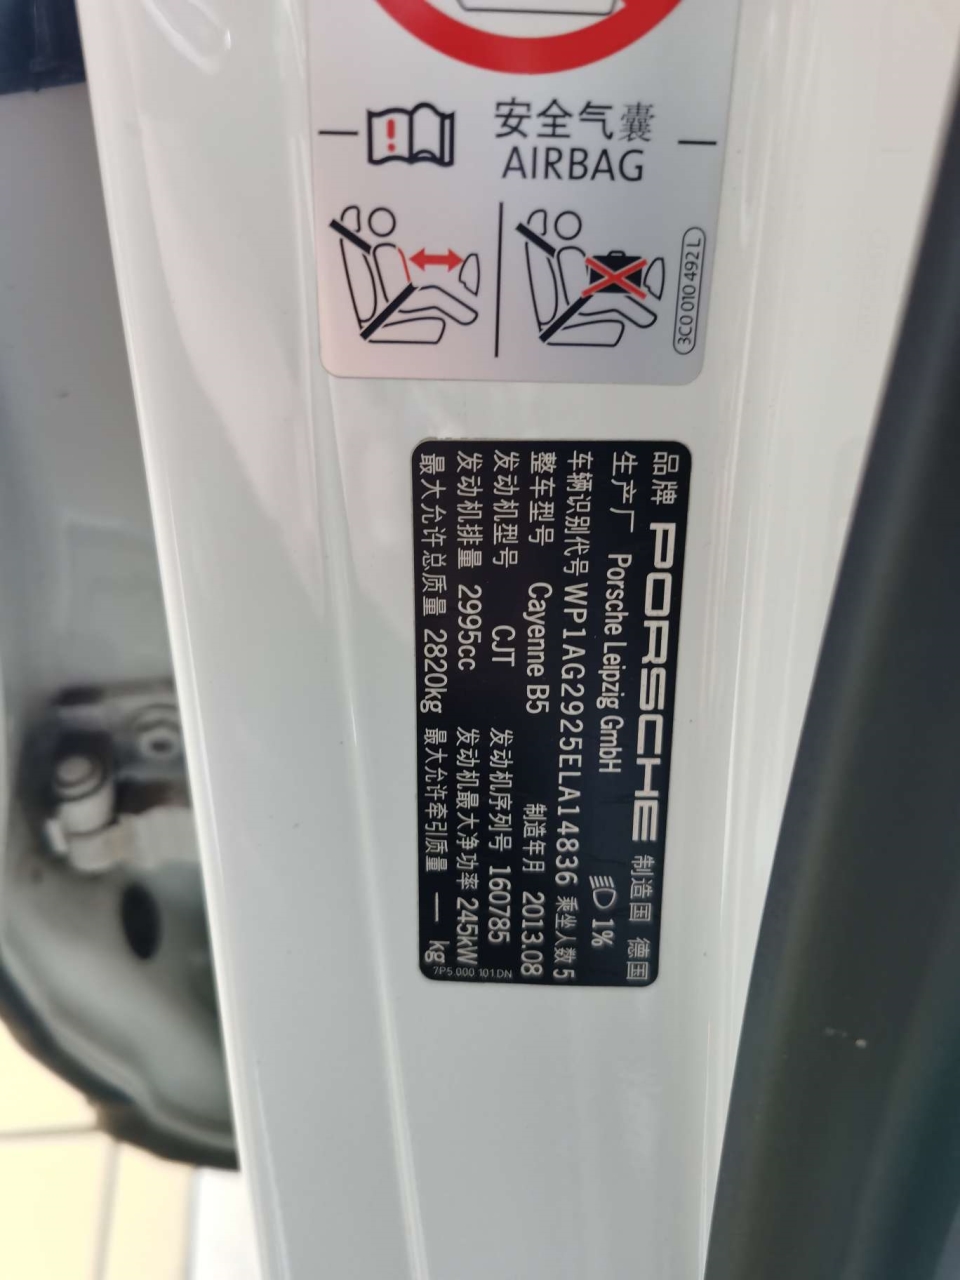 安全气囊
AIRBAG
3C0 010 492 L
品牌 PORSCHE 制造国 德国
生产厂 Porsche Leipzig GmbH 1%
车辆识别代号 WP1AG2925ELA14836 乘坐人数 5
整车型号 Cayenne B5 制造年月 2013.08
发动机型号 CJT 发动机序列号 160785
发动机排量 2995cc 发动机最大净功率 245kW
最大允许总质量 2820kg 最大允许牵引质量 — kg
7P5 000 101 DN